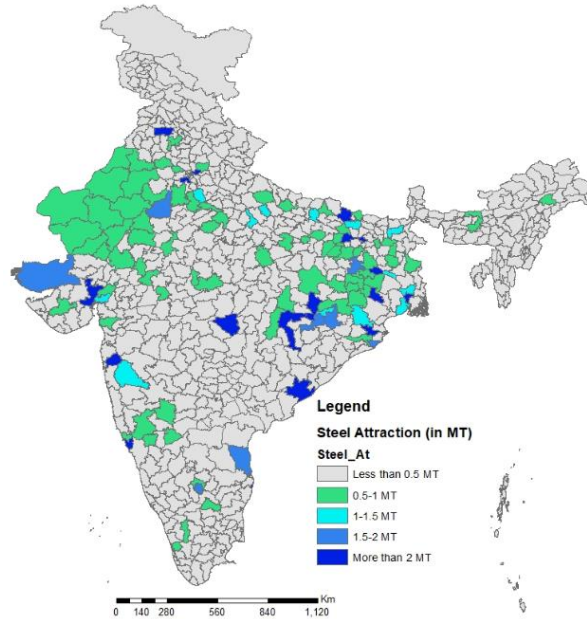 Legend
Steel Attraction (in MT)
Steel_At
Less than 0.5 MT
0.5-1 MT
1-1.5 MT
1.5-2 MT
More than 2 MT
Km
0 140 280 560 840 1,120